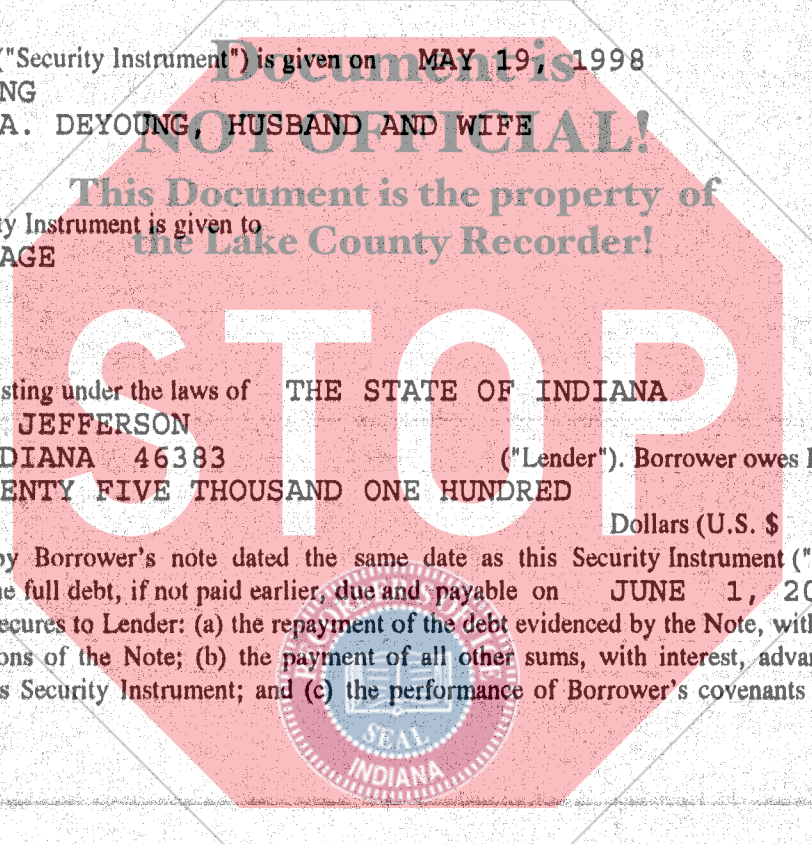 ("Security Instrument") is given on MAY 19, 1998
NG
A. DEYOUNG, HUSBAND AND WIFE
ty Instrument is given to
AGE
sting under the laws of THE STATE OF INDIANA
JEFFERSON
DIANA 46383 ("Lender"). Borrower owes
ENTY FIVE THOUSAND ONE HUNDRED
Dollars (U.S. $
by Borrower's note dated the same date as this Security Instrument ("
he full debt, if not paid earlier, due and payable on JUNE 1, 20
ecures to Lender: (a) the repayment of the debt evidenced by the Note, with
ons of the Note; (b) the payment of all other sums, with interest, advan
s Security Instrument; and (c) the performance of Borrower's covenants
Document is
NOT OFFICIAL!
This Document is the property of
the Lake County Recorder!
STOP
RECORDER'S OFFICE
SEAL
INDIANA